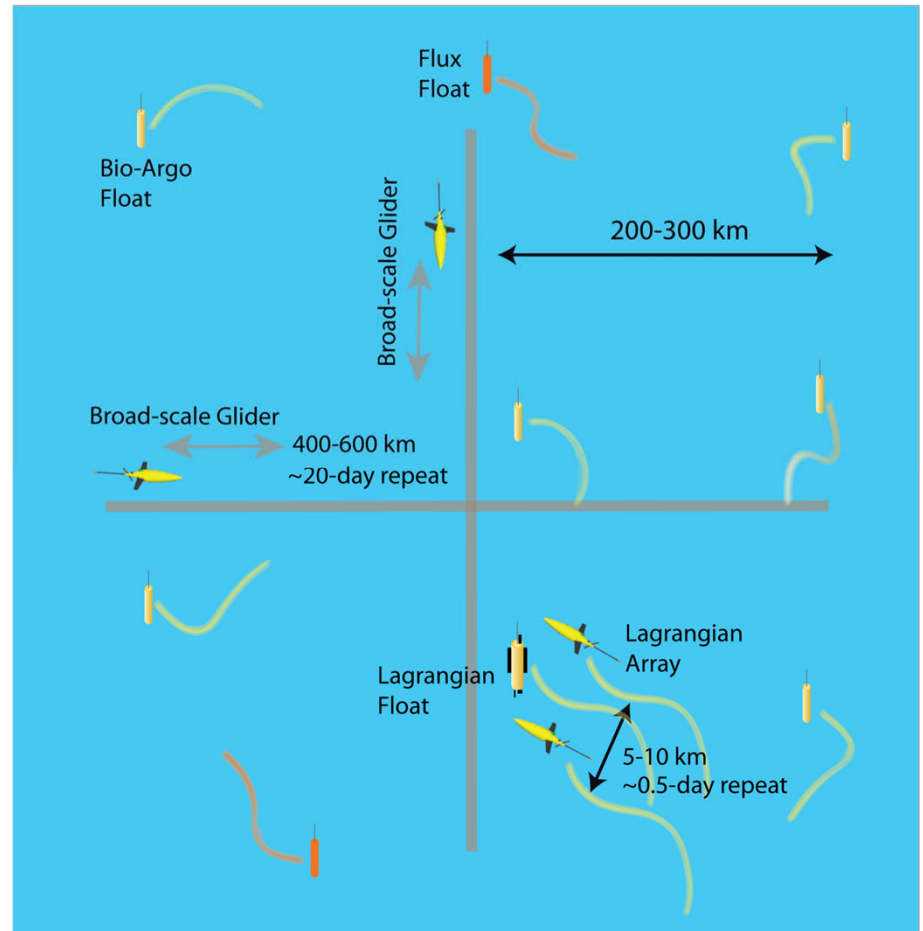 Flux
Float
Bio-Argo
Float
Broad-scale Glider
200-300 km
Broad-scale Glider
400-600 km
~20-day repeat
Lagrangian
Array
Lagrangian
Float
5-10 km
~0.5-day repeat